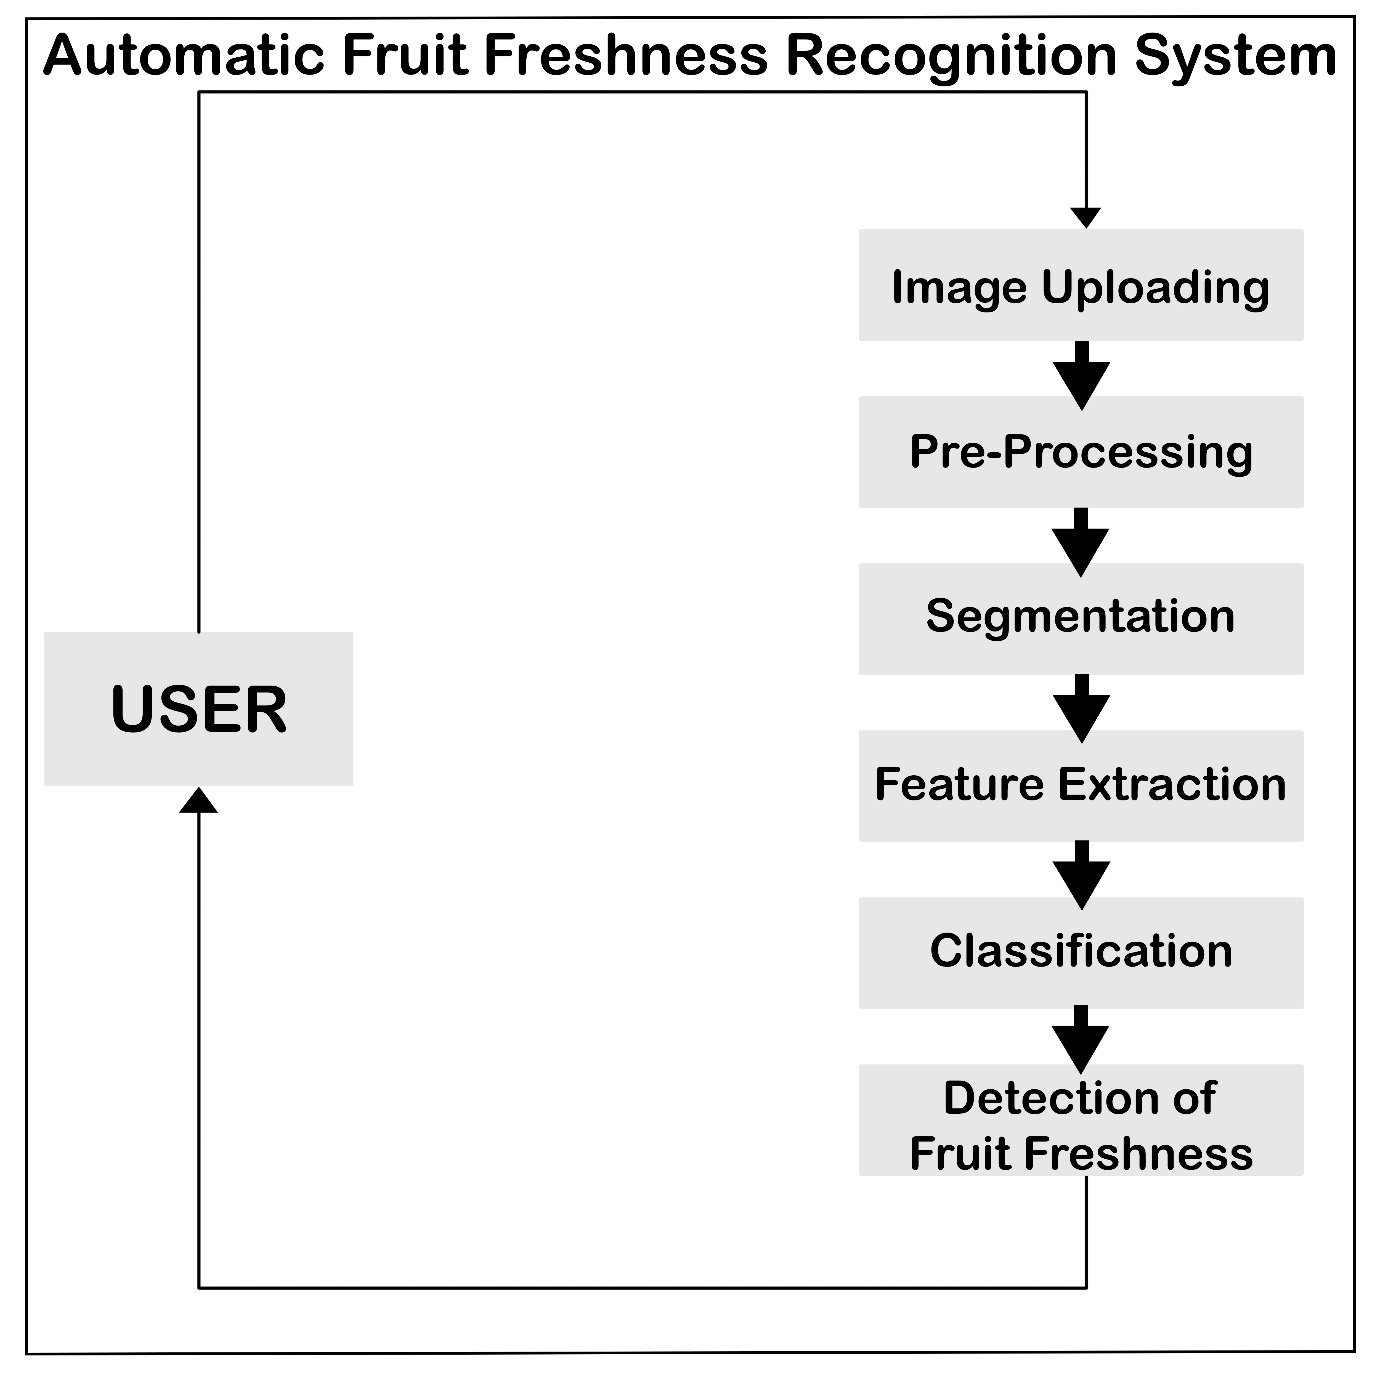 Automatic Fruit Freshness Recognition System
Image Uploading
Pre-Processing
Segmentation
USER
Feature Extraction
Classification
Detection of
Fruit Freshness